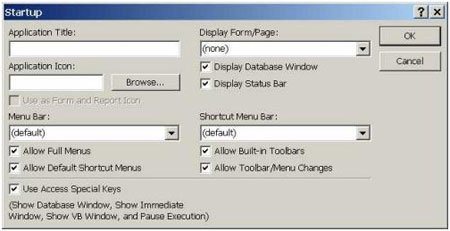 Startup
Application Title:
Display Form/Page:
OK
(none)
Cancel
Application Icon:
Display Database Window
Browse...
Display Status Bar
Use as Form and Report Icon
Menu Bar:
Shortcut Menu Bar:
(default)
(default)
Allow Full Menus
Allow Built-in Toolbars
Allow Default Shortcut Menus
Allow Toolbar/Menu Changes
Use Access Special Keys
(Show Database Window, Show Immediate
Window, Show VB Window, and Pause Execution)